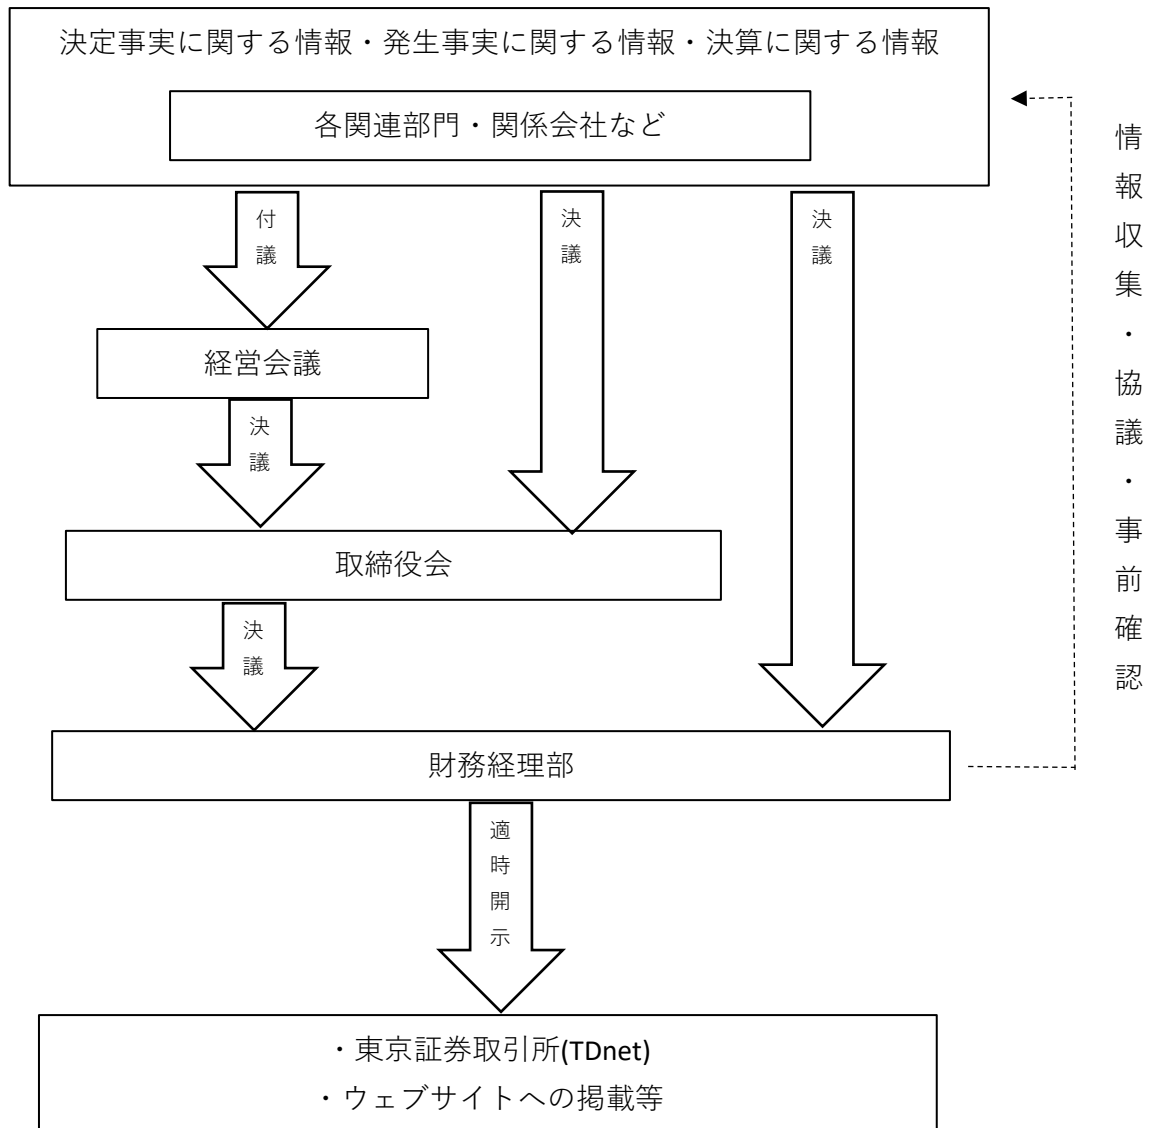 決定事実に関する情報・発生事実に関する情報・決算に関する情報
各関連部門・関係会社など
付議
決議
決議
経営会議
決議
取締役会
決議
財務経理部
適時開示
・東京証券取引所(TDnet)
・ウェブサイトへの掲載等
情報収集・協議・事前確認